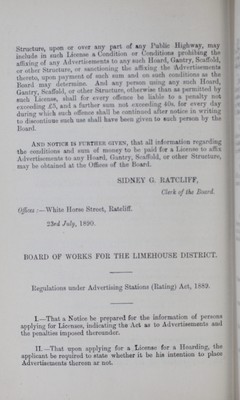 Structure, upon or over any part of any Public Highway, may
include in such License a Condition or Conditions prohibing the
affixing of any Advertisements to any such Hoard, Gantry, Scaffold,
or other Structure, or sanctioning the affixing the Advertisements
thereto, upon payment of such sum and on such conditions as the
Board may determine. And any person using any such Hoard,
Gantry, Scaffold, or other Structure, otherwise than as permitted by
such License, shall for every offence be liable to a penalty not
exceeding £5, and a further sum not exceeding 40s. for every day
during which such offence shall be continued after notice in writing
to discontinue such use shall have been given to such person by the
Board.
AND NOTICE IS FURTHER GIVEN, that all information regarding
the conditions and sum of money to be paid for a License to affix
Advertisements to any Hoard, Gantry, Scaffold, or other Structure,
may be obtained at the Offices of the Board.
SIDNEY G. RATCLIFF,
Clerk of the Board.
Offices :—White Horse Street, Ratcliff.
23rd July, 1890.
BOARD OF WORKS FOR THE LIMEHOUSE DISTRICT.
Regulations under Advertising Stations (Rating) Act, 1889.
I.—That a Notice be prepared for the information of persons
applying for Licenses, indicating the Act as to Advertisements and
the penalties imposed thereunder.
II.—That upon applying for a License for a Hoarding, the
applicant be required to state whether it be his intention to place
Advertisements thereon or not.